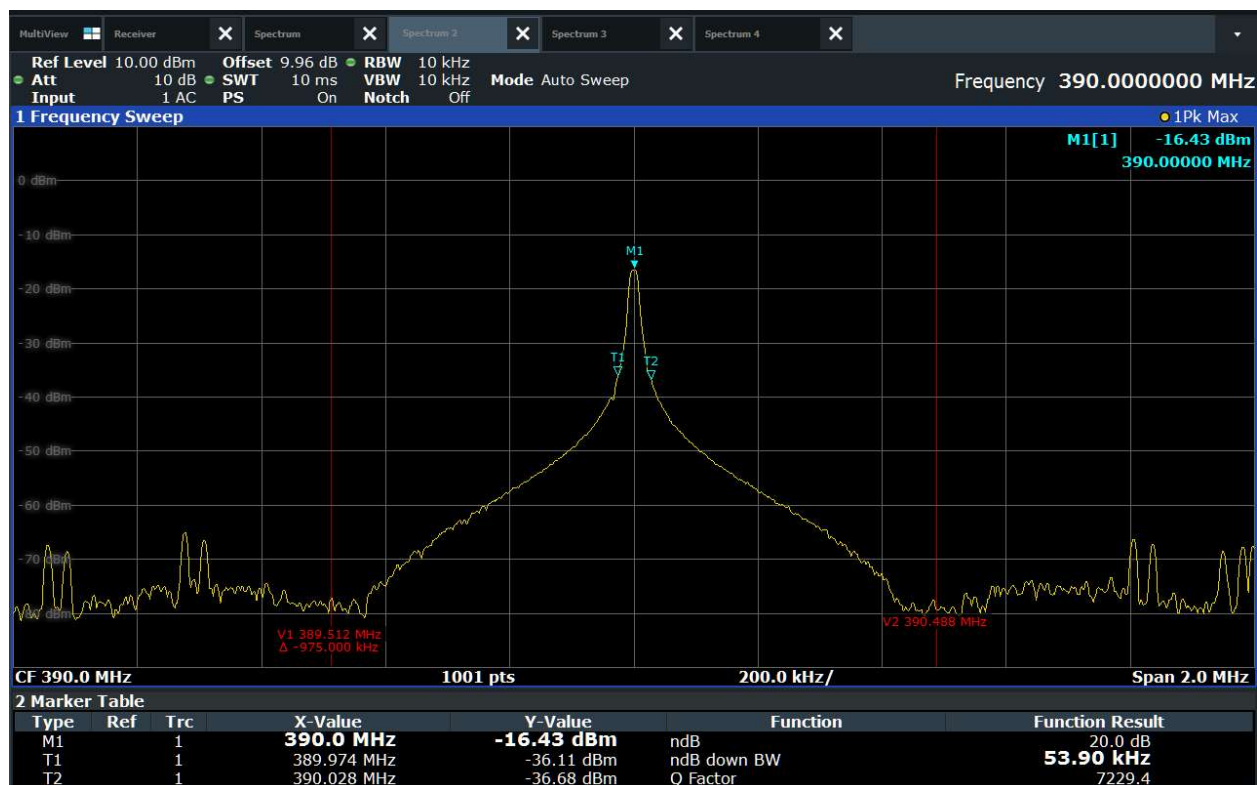 MultiView Receiver Spectrum Spectrum 2 Spectrum 3 Spectrum 4
Ref Level 10.00 dBm Offset 9.96 dB RBW 10 kHz
Att 10 dB SWT 10 ms VBW 10 kHz Mode Auto Sweep Frequency 390.0000000 MHz
Input 1 AC PS On Notch Off
1 Frequency Sweep 1Pk Max
M1[1] -16.43 dBm
390.00000 MHz
0 dBm
-10 dBm
M1
-20 dBm
-30 dBm
T1 T2
-40 dBm
-50 dBm
-60 dBm
-70 dBm
-80 dBm
V1 389.512 MHz V2 390.488 MHz
Δ -975.000 kHz
CF 390.0 MHz 1001 pts 200.0 kHz/ Span 2.0 MHz
2 Marker Table
Type Ref Trc X-Value Y-Value Function Function Result
M1 1 390.0 MHz -16.43 dBm ndB 20.0 dB
T1 1 389.974 MHz -36.11 dBm ndB down BW 53.90 kHz
T2 1 390.028 MHz -36.68 dBm Q Factor 7229.4